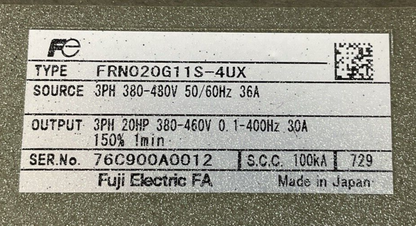 Fe
TYPE FRN020G11S-4UX
SOURCE 3PH 380-480V 50/60Hz 36A
OUTPUT 3PH 20HP 380-460V 0.1-400Hz 30A
150% 1min
SER.No. 76C900A0012 S.C.C. 100kA 729
Fuji Electric FA Made in Japan